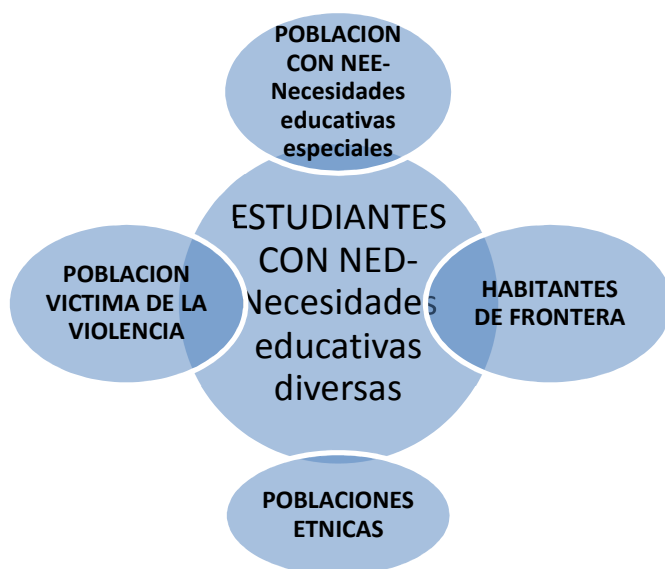 POBLACION
CON NEE-
Necesidades
educativas
especiales
ESTUDIANTES
CON NED-
Necesidades
educativas
diversas
POBLACION
VICTIMA DE LA
VIOLENCIA
HABITANTES
DE FRONTERA
POBLACIONES
ETNICAS